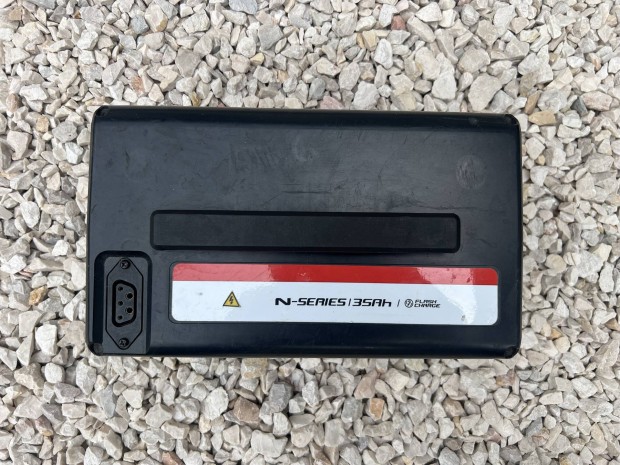 N-SERIES | 35Ah | FLASH
CHARGE